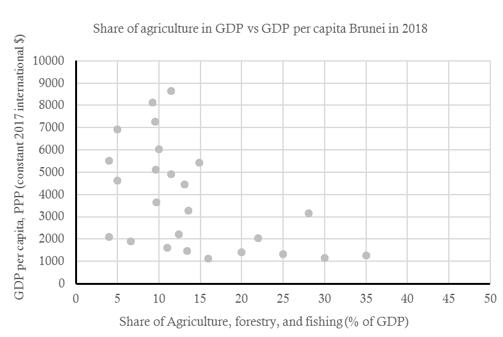 Share of agriculture in GDP vs GDP per capita Brunei in 2018
GDP per capita, PPP (constant 2017 international $)
10000
9000
8000
7000
6000
5000
4000
3000
2000
1000
0
0 5 10 15 20 25 30 35 40 45 50
Share of Agriculture, forestry, and fishing (% of GDP)